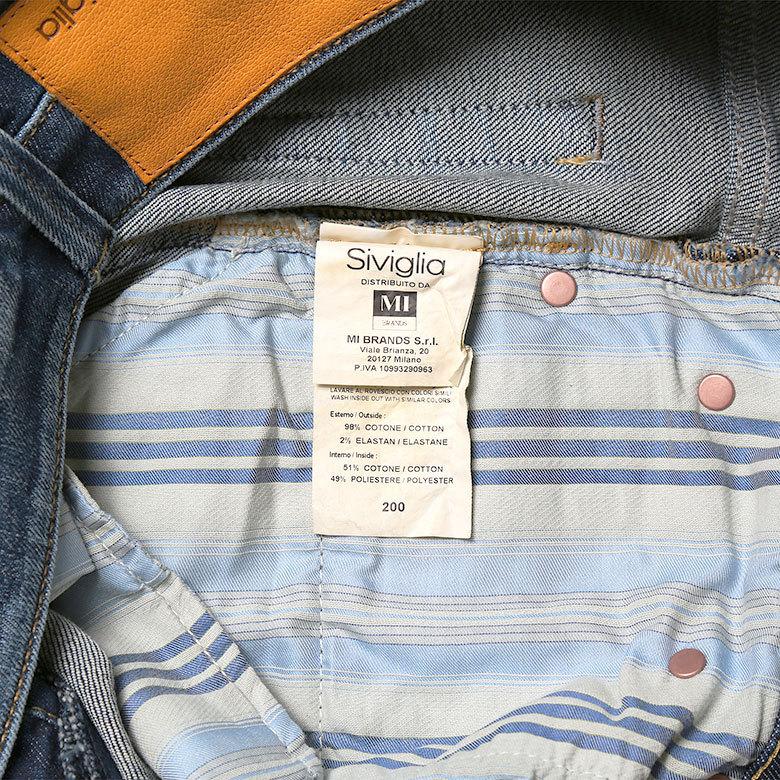 Siviglia
Siviglia
DISTRIBUITO DA
MI
BRANDS
MI BRANDS S.r.l.
Viale Brianza, 20
20127 Milano
P.IVA 10993290963
LAVARE AL ROVESCIO CON COLORI SIMILI
WASH INSIDE OUT WITH SIMILAR COLORS
Esterno / Outside :
98% COTONE / COTTON
2% ELASTAN / ELASTANE
Interno / Inside :
51% COTONE / COTTON
49% POLIESTERE / POLYESTER
200